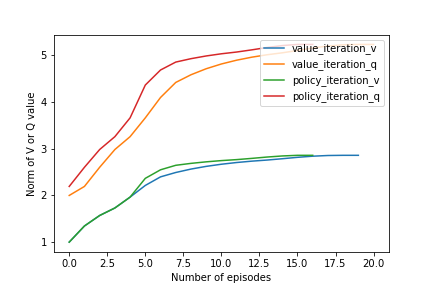 Norm of V or Q value
5
4
3
2
1
value_iteration_v
value_iteration_q
policy_iteration_v
policy_iteration_q
0.0 2.5 5.0 7.5 10.0 12.5 15.0 17.5 20.0
Number of episodes